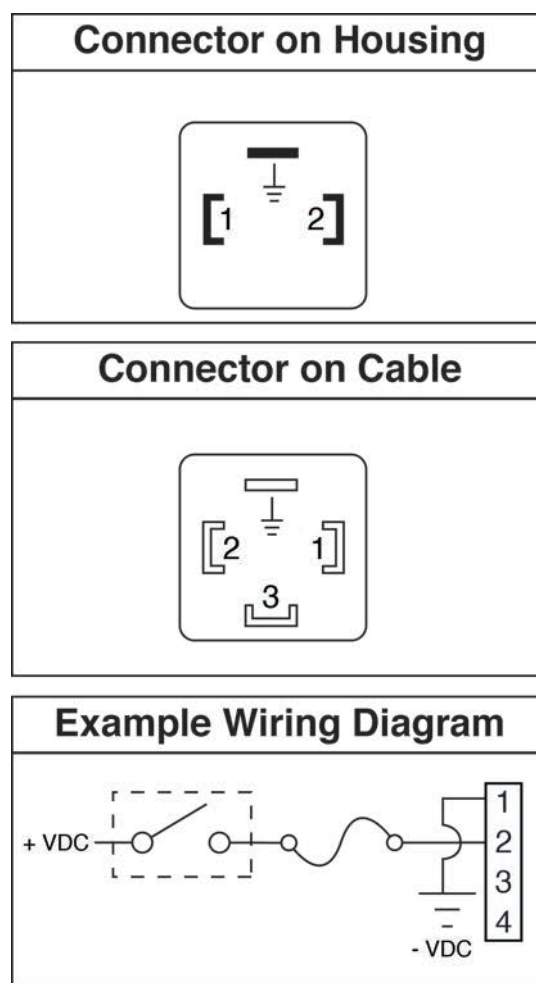 Connector on Housing
1 2
Connector on Cable
2 1
3
Example Wiring Diagram
+ VDC
1
2
3
4
- VDC